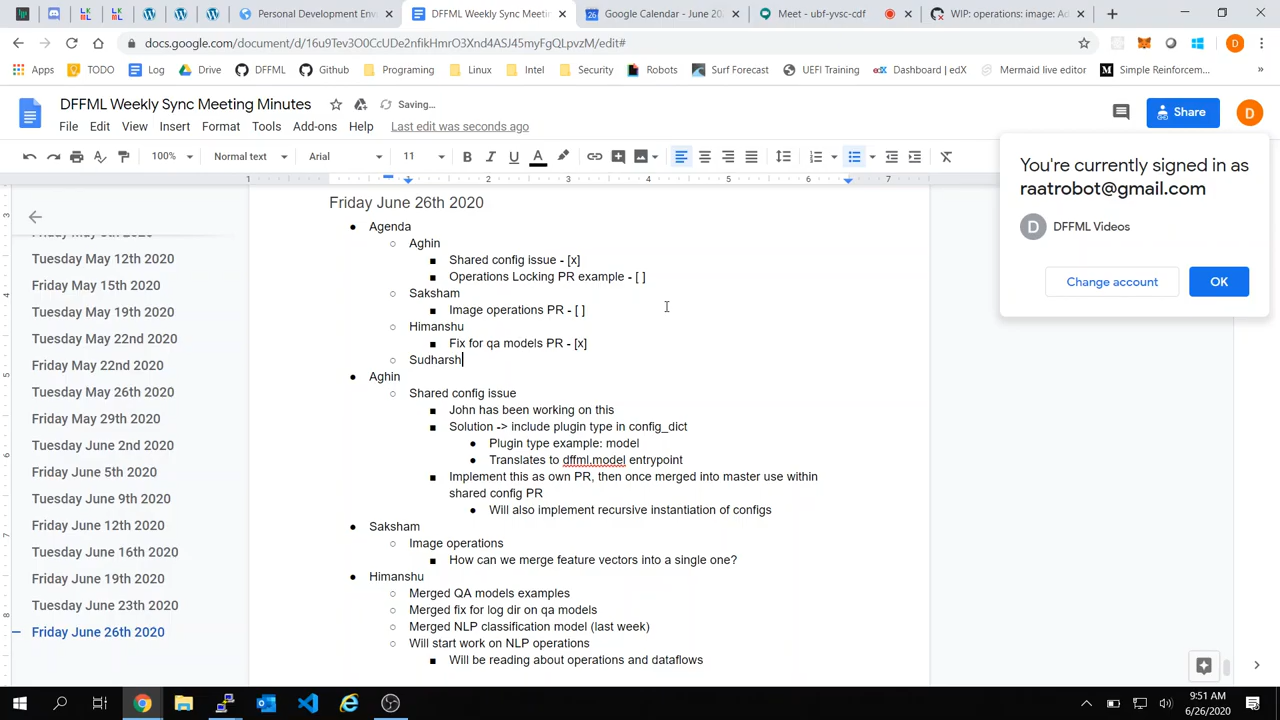 Personal Development Env
DFFML Weekly Sync Meetin
Google Calendar - June 20
Meet - ubf-yvsc-cdf
WIP: operations: image: Ad
docs.google.com/document/d/16u9Tev3O0CcUDe2nfikHmrO3Xnd4ASJ45myFgQLpvzM/edit#
Apps TODO Log Drive DFFML Github Programing Linux Intel Security Robots Surf Forecast UEFI Training Dashboard | edX Mermaid live editor Simple Reinforcem... »
DFFML Weekly Sync Meeting Minutes Saving...
File Edit View Insert Format Tools Add-ons Help Last edit was seconds ago
Share
D
100% Normal text Arial 11 B I U A
1 1 2 3 4 5 6 7
You're currently signed in as
raatrobot@gmail.com
D DFFML Videos
Change account OK
Tuesday May 12th 2020
Friday May 15th 2020
Tuesday May 19th 2020
Tuesday May 22nd 2020
Friday May 22nd 2020
Tuesday May 26th 2020
Friday May 29th 2020
Tuesday June 2nd 2020
Friday June 5th 2020
Tuesday June 9th 2020
Friday June 12th 2020
Tuesday June 16th 2020
Friday June 19th 2020
Tuesday June 23rd 2020
Friday June 26th 2020
Friday June 26th 2020
● Agenda
○ Aghin
■ Shared config issue - [x]
■ Operations Locking PR example - [ ]
○ Saksham
■ Image operations PR - [ ]
○ Himanshu
■ Fix for qa models PR - [x]
○ Sudharsh
● Aghin
○ Shared config issue
■ John has been working on this
■ Solution -> include plugin type in config_dict
● Plugin type example: model
● Translates to dffml.model entrypoint
■ Implement this as own PR, then once merged into master use within
shared config PR
● Will also implement recursive instantiation of configs
● Saksham
○ Image operations
■ How can we merge feature vectors into a single one?
● Himanshu
○ Merged QA models examples
○ Merged fix for log dir on qa models
○ Merged NLP classification model (last week)
○ Will start work on NLP operations
■ Will be reading about operations and dataflows
9:51 AM
6/26/2020